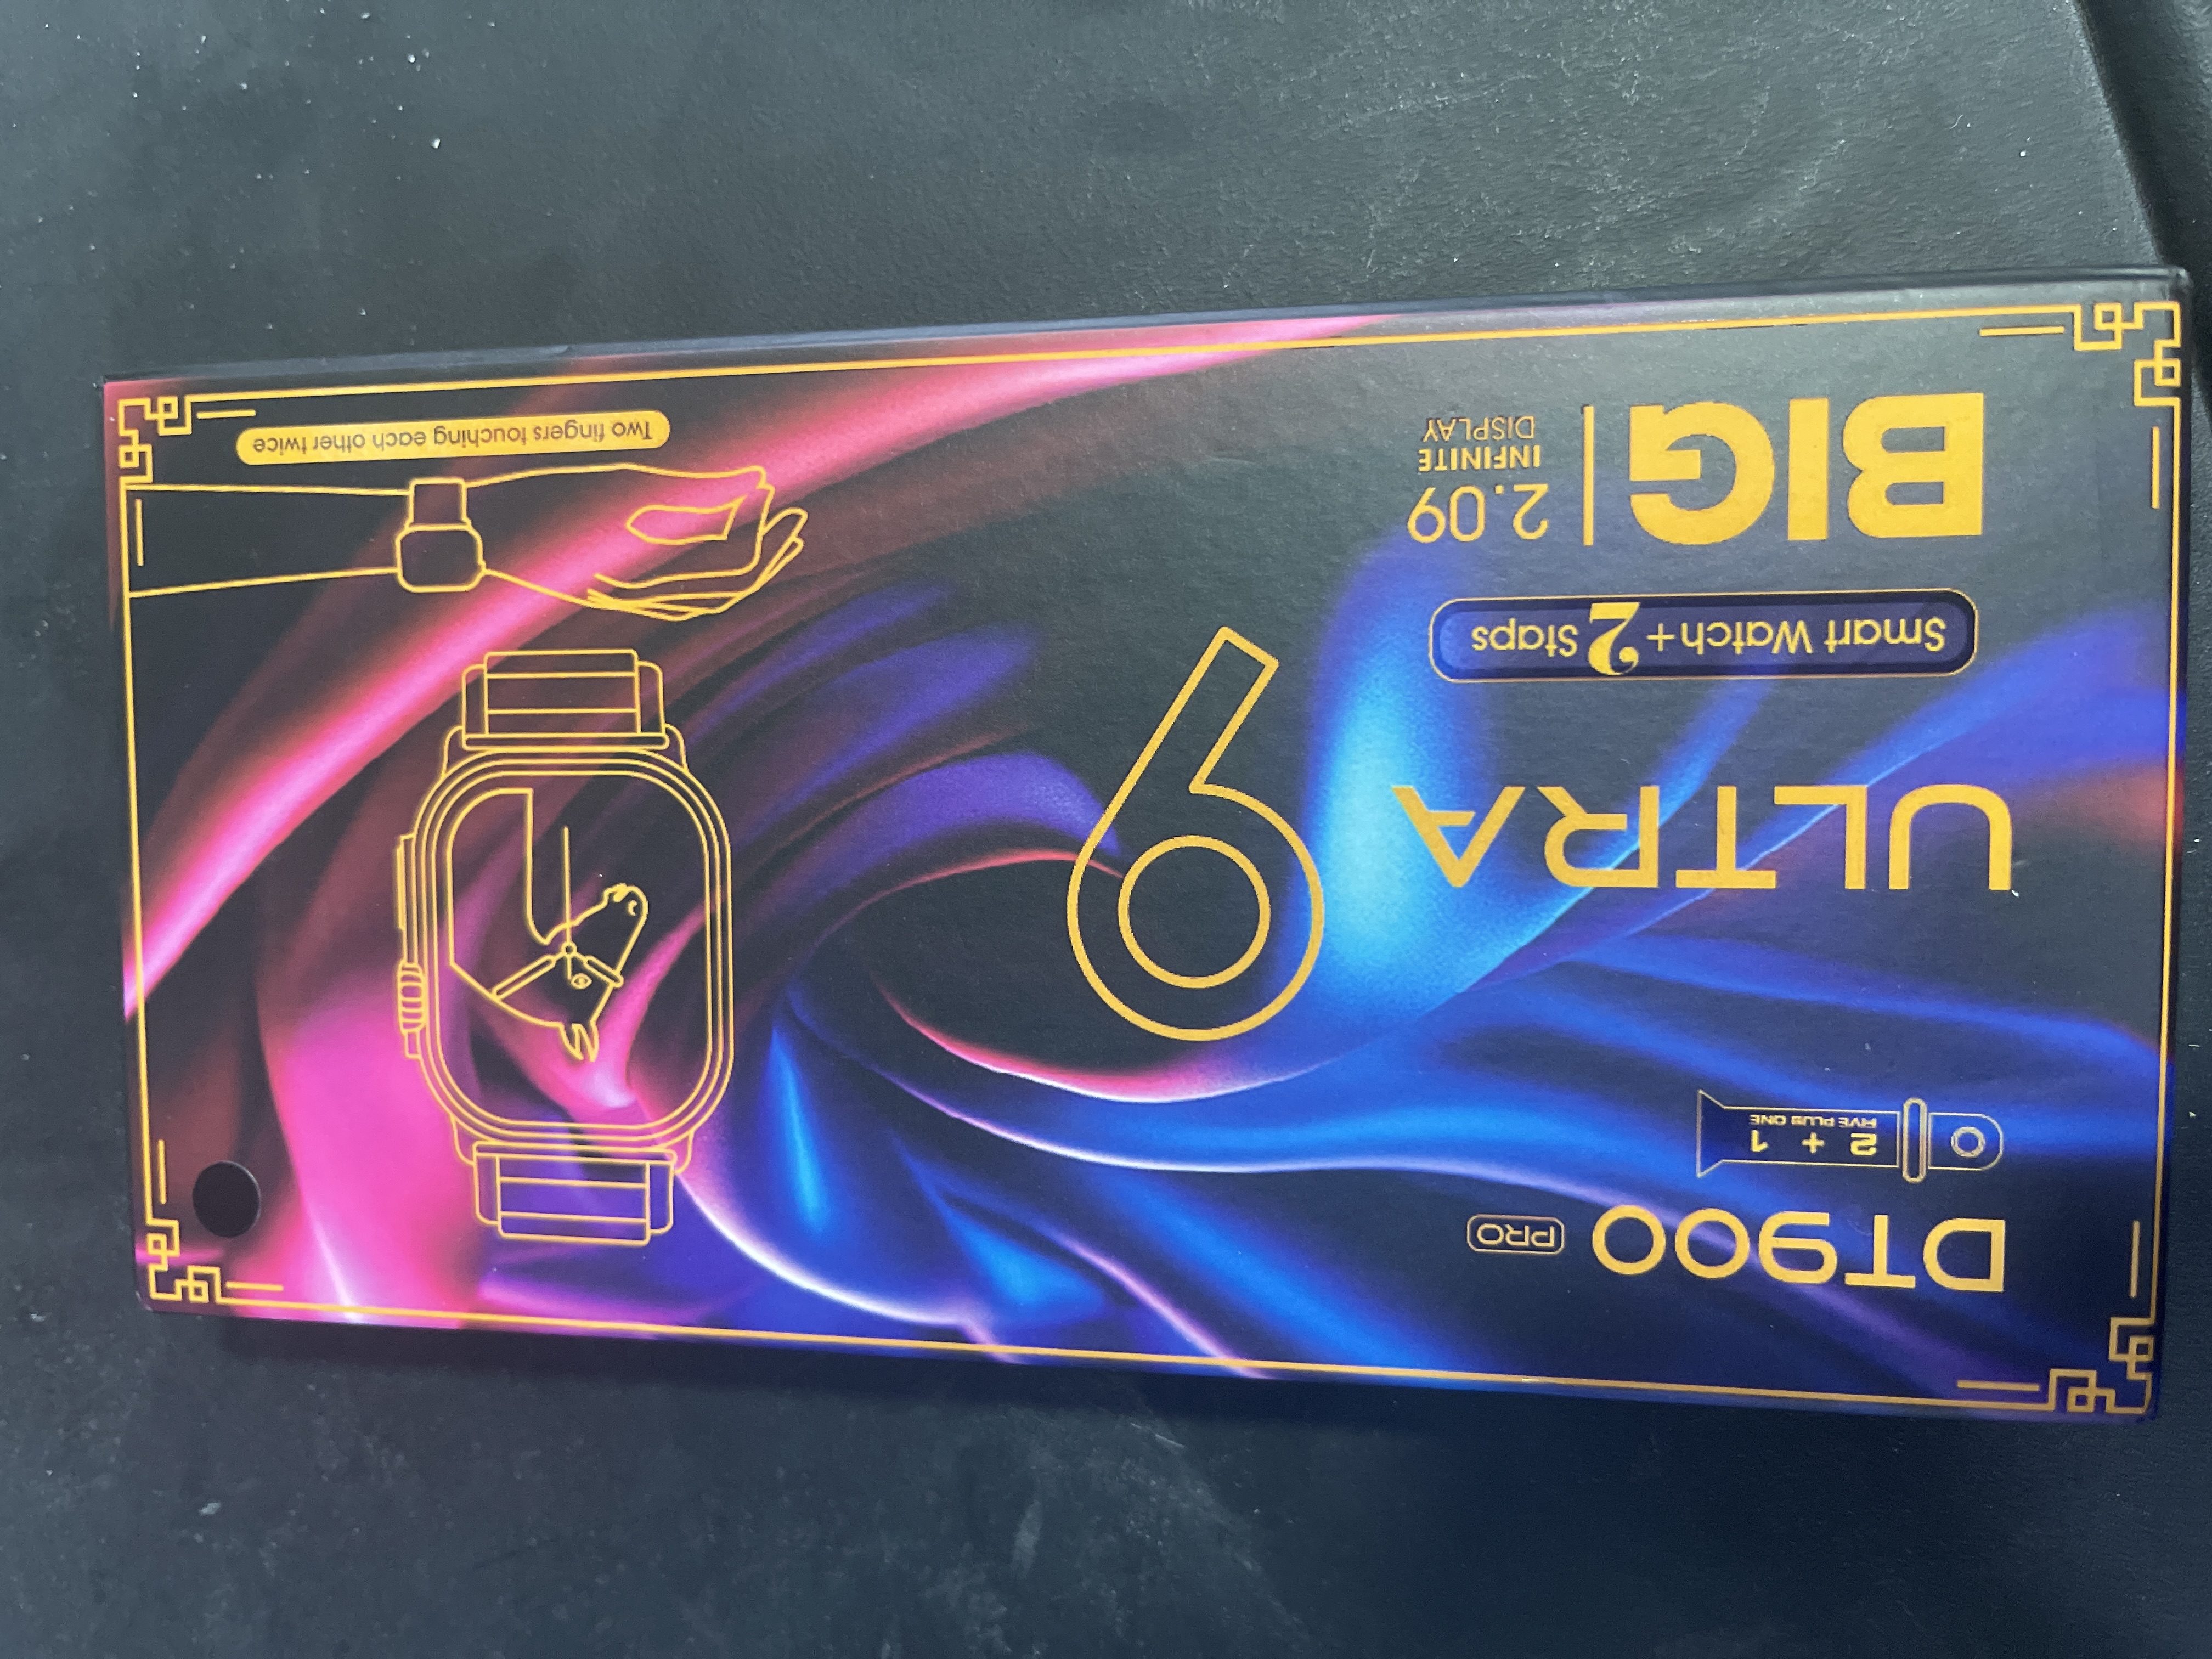 DT900 PRO
2 + 1
FIVE PLUS ONE
ULTRA 9
Smart Watch+2 Staps
BIG
2.09
INFINITE
DISPLAY
Two fingers touching each other twice